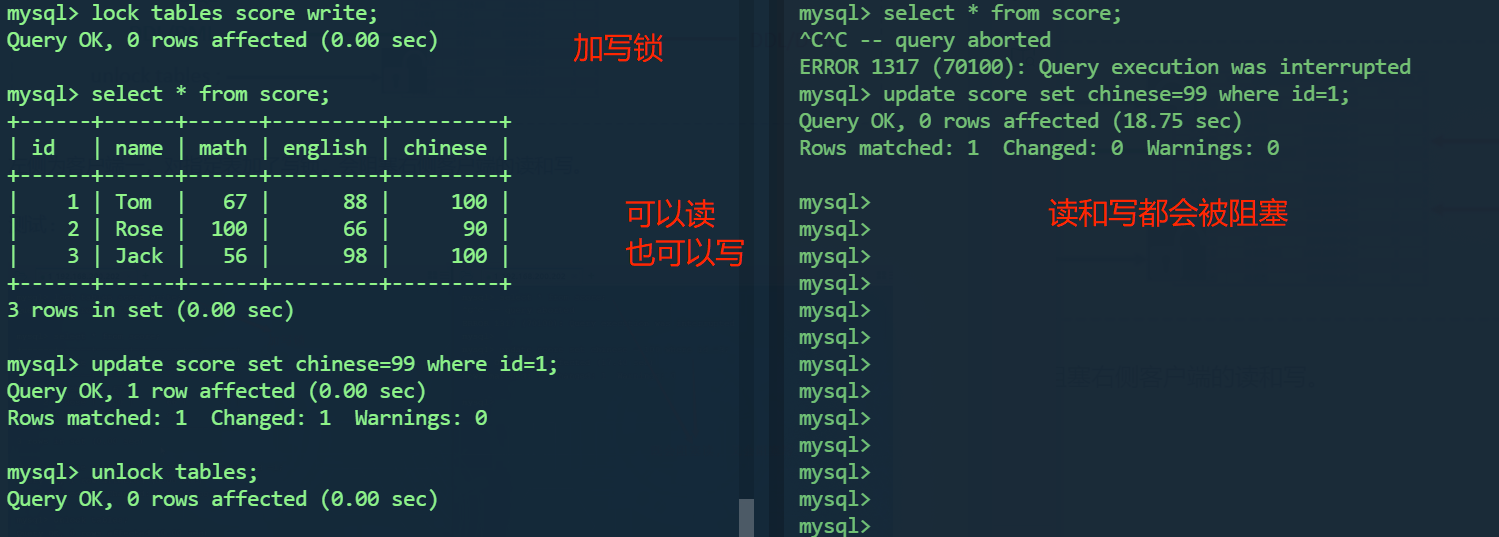 mysql> lock tables score write;
Query OK, 0 rows affected (0.00 sec)
加写锁
mysql> select * from score;
+------+------+------+---------+---------+
| id   | name | math | english | chinese |
+------+------+------+---------+---------+
|    1 | Tom  |   67 |      88 |     100 |
|    2 | Rose |  100 |      66 |      90 |
|    3 | Jack |   56 |      98 |     100 |
+------+------+------+---------+---------+
3 rows in set (0.00 sec)
可以读
也可以写
mysql> update score set chinese=99 where id=1;
Query OK, 1 row affected (0.00 sec)
Rows matched: 1  Changed: 1  Warnings: 0
mysql> unlock tables;
Query OK, 0 rows affected (0.00 sec)
mysql> select * from score;
^C^C -- query aborted
ERROR 1317 (70100): Query execution was interrupted
mysql> update score set chinese=99 where id=1;
Query OK, 0 rows affected (18.75 sec)
Rows matched: 1  Changed: 0  Warnings: 0
mysql>
读和写都会被阻塞
mysql>
mysql>
mysql>
mysql>
mysql>
mysql>
mysql>
mysql>
mysql>
mysql>
mysql>
mysql>